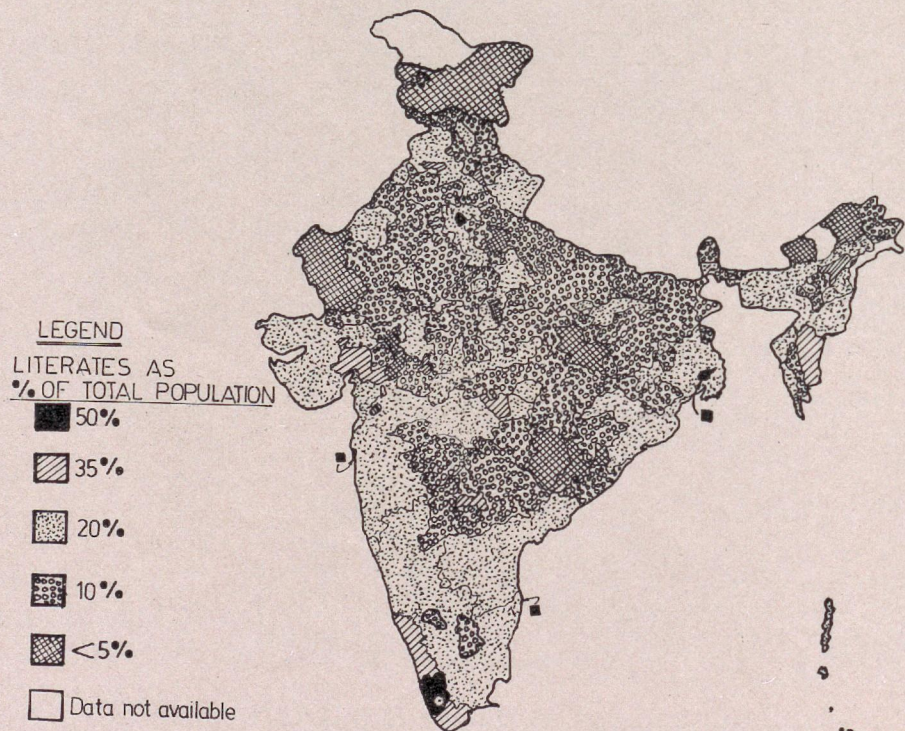 LEGEND
LITERATES AS
% OF TOTAL POPULATION
50%
35%
20%
10%
<5%
Data not available